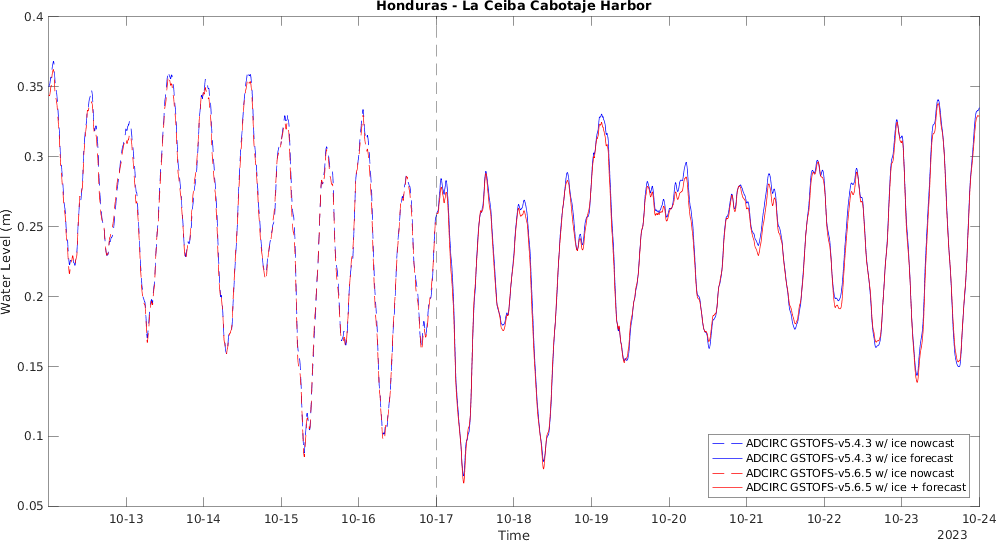 Honduras - La Ceiba Cabotaje Harbor
0.4
0.35
0.3
0.25
0.2
0.15
0.1
0.05
Water Level (m)
10-13 10-14 10-15 10-16 10-17 10-18 10-19 10-20 10-21 10-22 10-23 10-24
Time
2023
ADCIRC GSTOFS-v5.4.3 w/ ice nowcast
ADCIRC GSTOFS-v5.4.3 w/ ice forecast
ADCIRC GSTOFS-v5.6.5 w/ ice nowcast
ADCIRC GSTOFS-v5.6.5 w/ ice + forecast